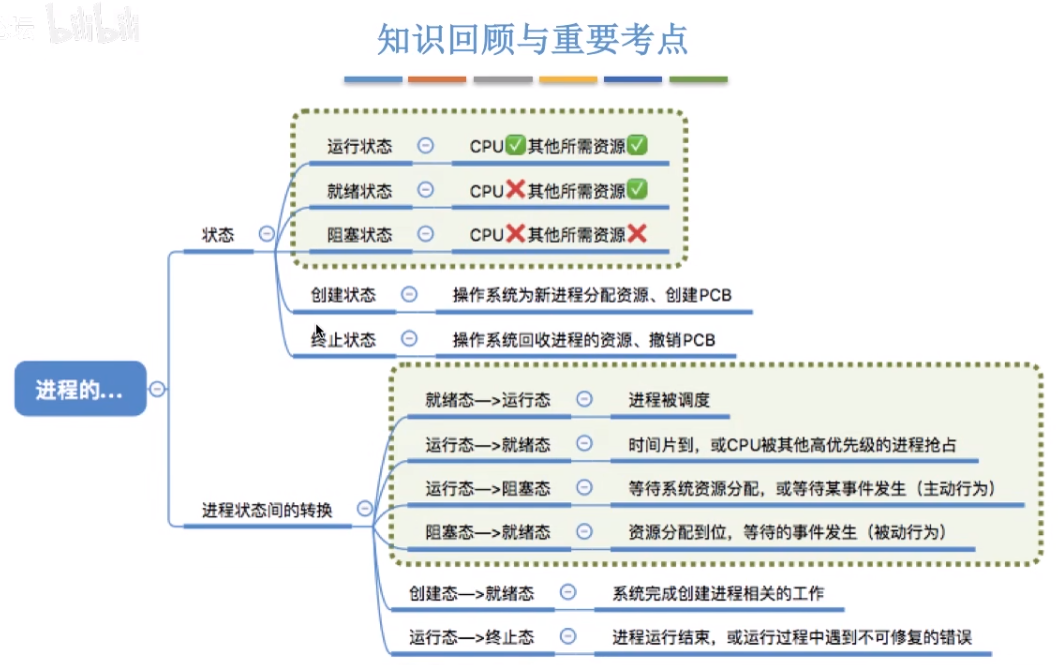 bilibili
知识回顾与重要考点
进程的...
状态
运行状态 CPU✅其他所需资源✅
就绪状态 CPU❌其他所需资源✅
阻塞状态 CPU❌其他所需资源❌
创建状态 操作系统为新进程分配资源、创建PCB
终止状态 操作系统回收进程的资源、撤销PCB
进程状态间的转换
就绪态—>运行态 进程被调度
运行态—>就绪态 时间片到，或CPU被其他高优先级的进程抢占
运行态—>阻塞态 等待系统资源分配，或等待某事件发生（主动行为）
阻塞态—>就绪态 资源分配到位，等待的事件发生（被动行为）
创建态—>就绪态 系统完成创建进程相关的工作
运行态—>终止态 进程运行结束，或运行过程中遇到不可修复的错误